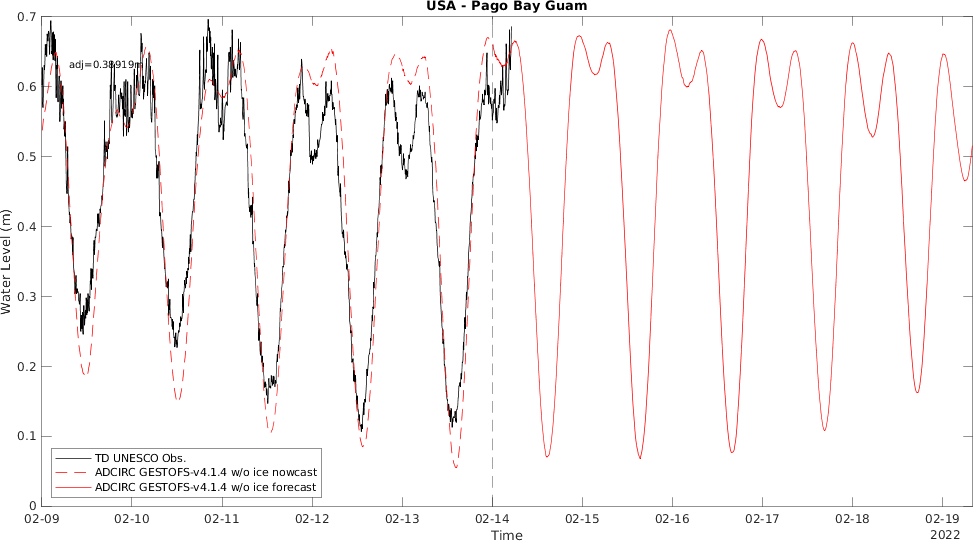 USA - Pago Bay Guam
0.7
0.6
0.5
0.4
0.3
0.2
0.1
0
Water Level (m)
adj=0.38919m
TD UNESCO Obs.
ADCIRC GESTOFS-v4.1.4 w/o ice nowcast
ADCIRC GESTOFS-v4.1.4 w/o ice forecast
02-09 02-10 02-11 02-12 02-13 02-14 02-15 02-16 02-17 02-18 02-19
Time
2022